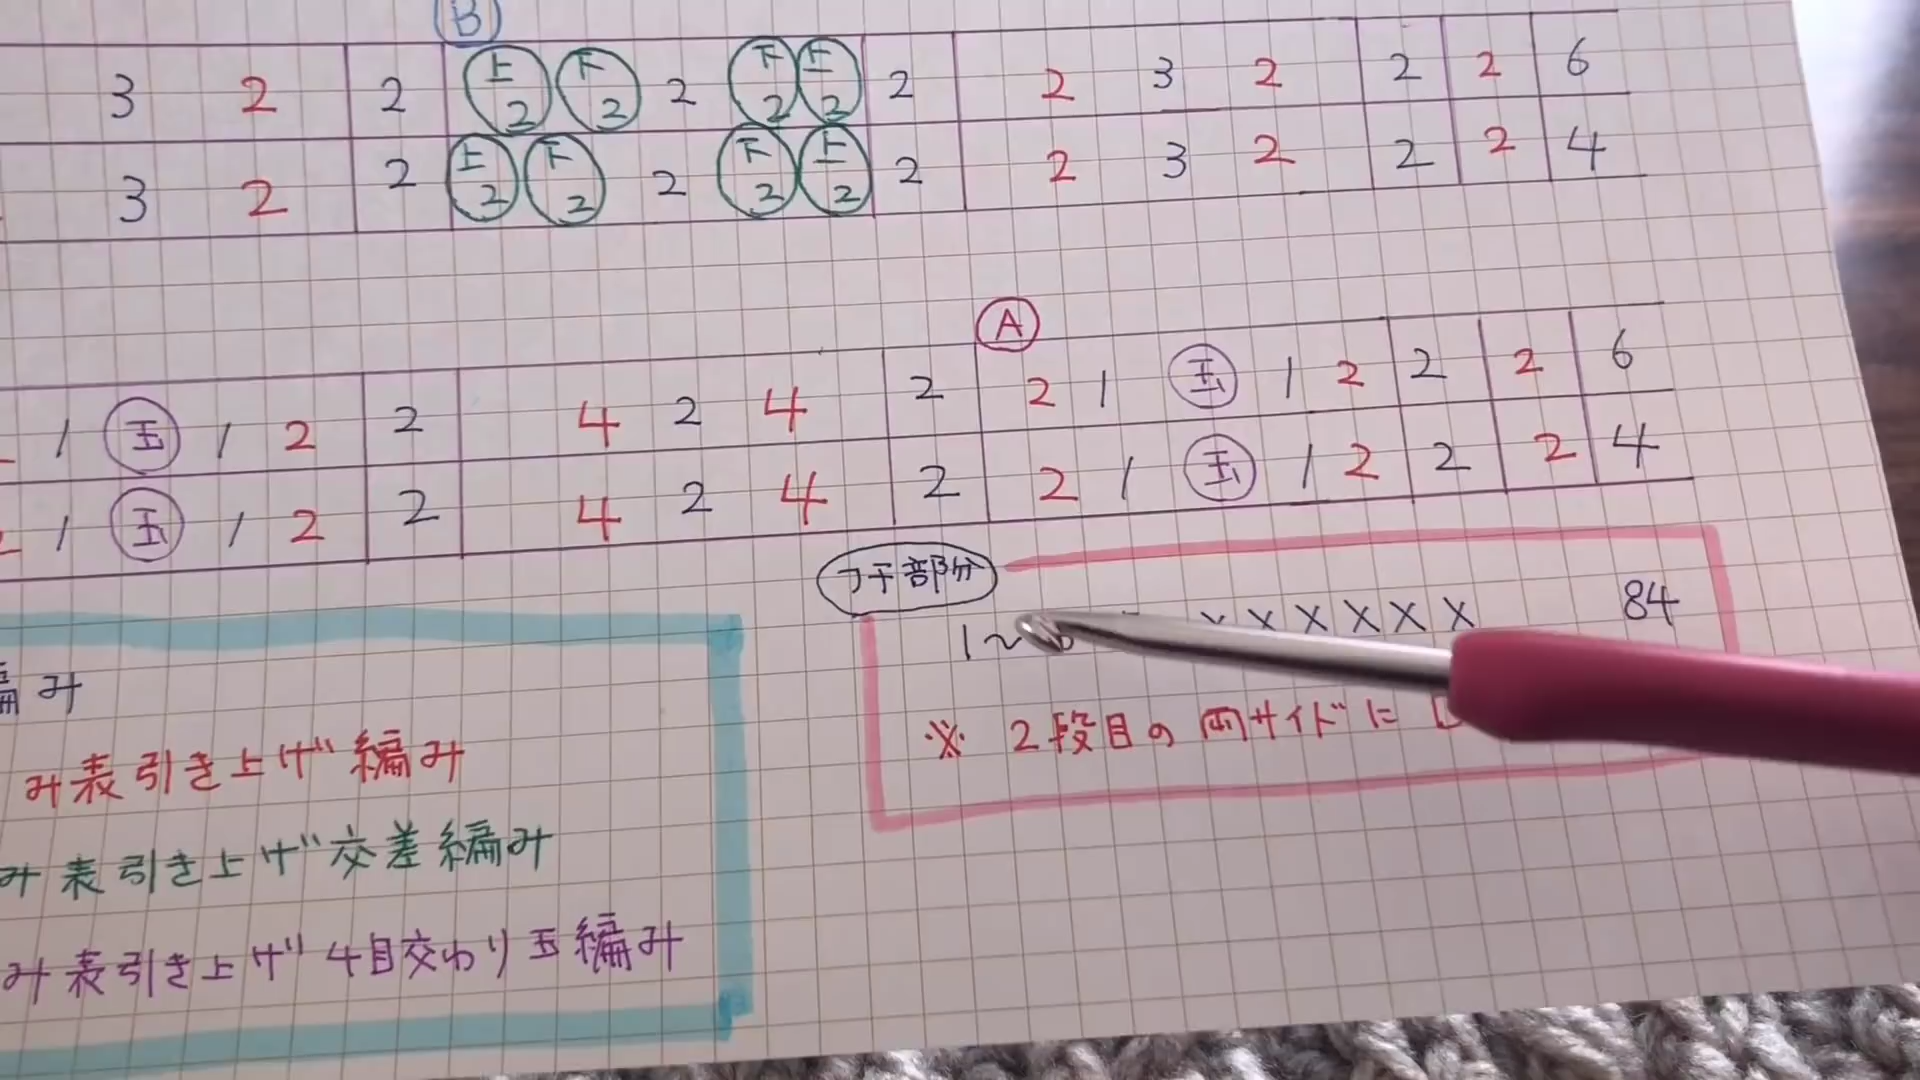 B
3 2 2 上2 下2 2 下2 上2 2 2 3 2 2 2 6
3 2 2 上2 下2 2 下2 上2 2 2 3 2 2 2 4
A
1 玉 1 2 2 4 2 4 2 2 1 玉 1 2 2 2 6
2 1 玉 1 2 2 4 2 4 2 2 1 玉 1 2 2 2 4
フチ部分
1~ × × × × × × 84
※ 2段目の両サイドに
編み
み表引き上げ編み
み表引き上げ交差編み
み表引き上げ4目交わり玉編み